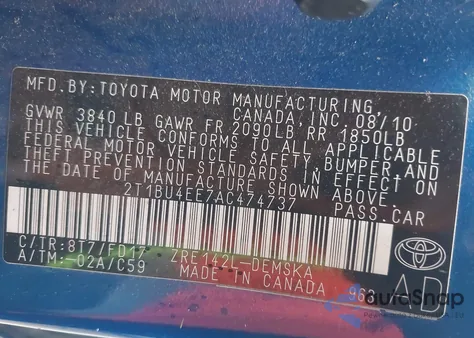 MFD.BY:TOYOTA MOTOR MANUFACTURING
CANADA, INC. 08/10
GVWR 3840 LB GAWR FR 2090LB RR 1850LB
THIS VEHICLE CONFORMS TO ALL APPLICABLE
FEDERAL MOTOR VEHICLE SAFETY, BUMPER, AND
THEFT PREVENTION STANDARDS IN EFFECT ON
THE DATE OF MANUFACTURE SHOWN ABOVE.
2T1BU4EE7AC474737 PASS.CAR
C/TR:8T7/FD17 ZRE142L-DEMSKA
A/TM:-02A/C59 MADE IN CANADA
TOYOTA
AD
autoSnap